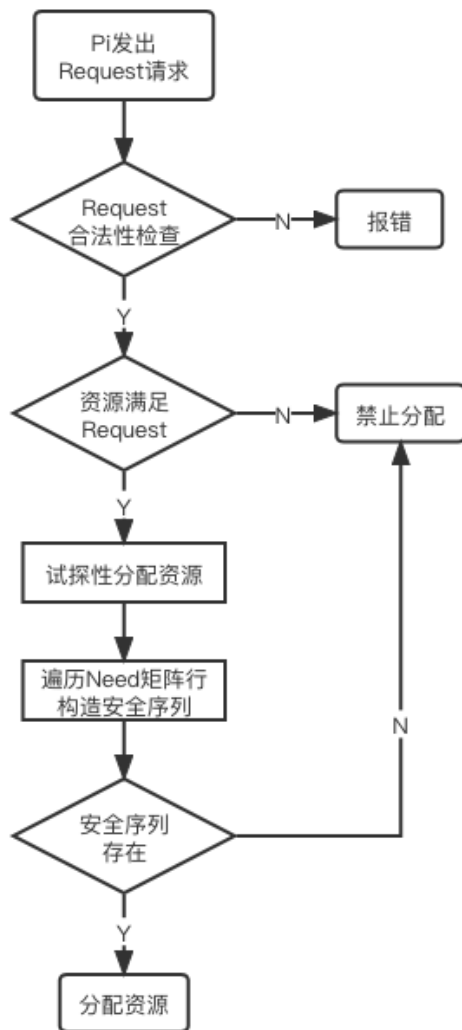 Pi发出
Request请求
Request
合法性检查
N
报错
Y
资源满足
Request
N
禁止分配
Y
试探性分配资源
遍历Need矩阵行
构造安全序列
N
安全序列
存在
Y
分配资源